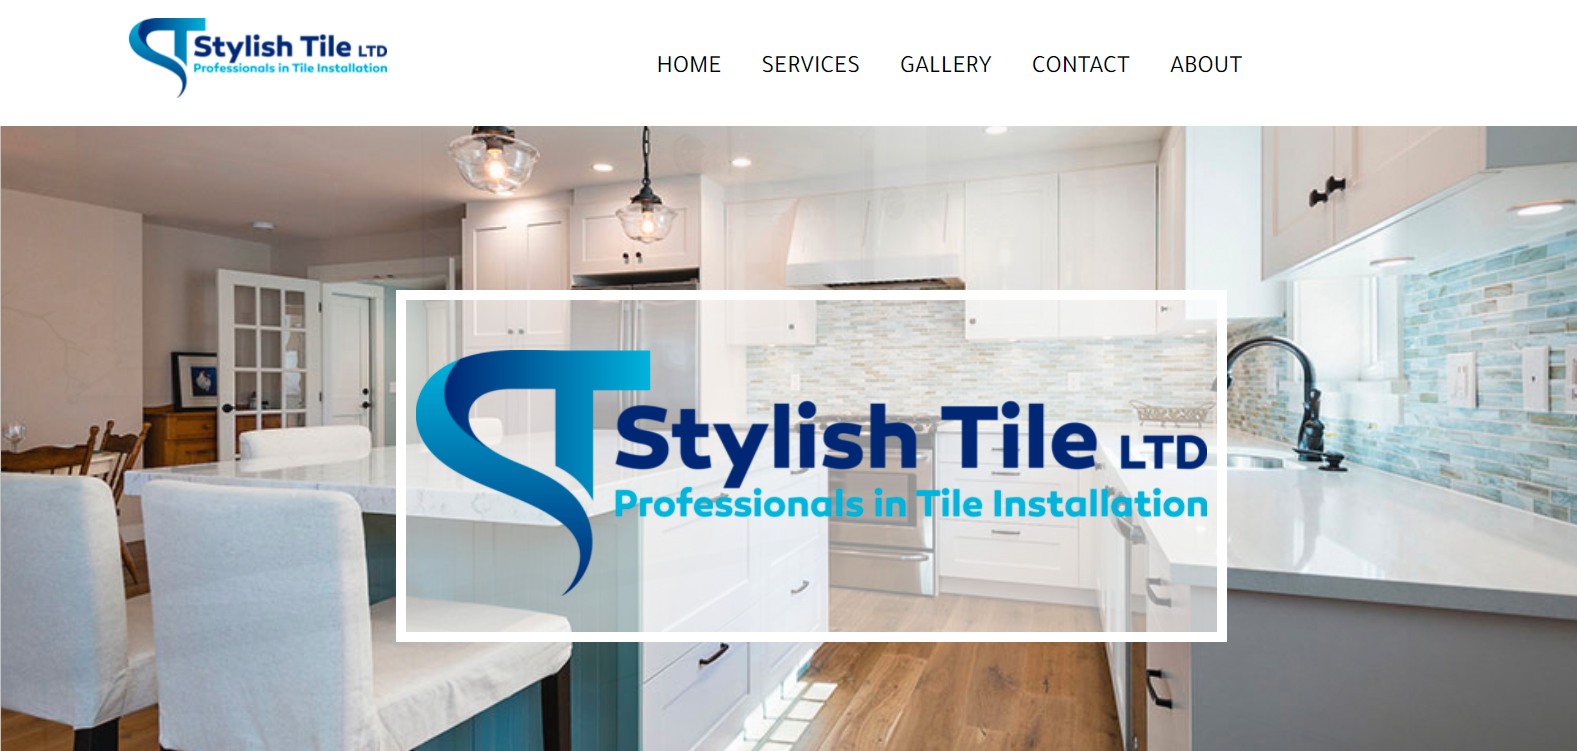 Stylish Tile LTD
Professionals in Tile Installation
HOME SERVICES GALLERY CONTACT ABOUT
Stylish Tile LTD
Professionals in Tile Installation